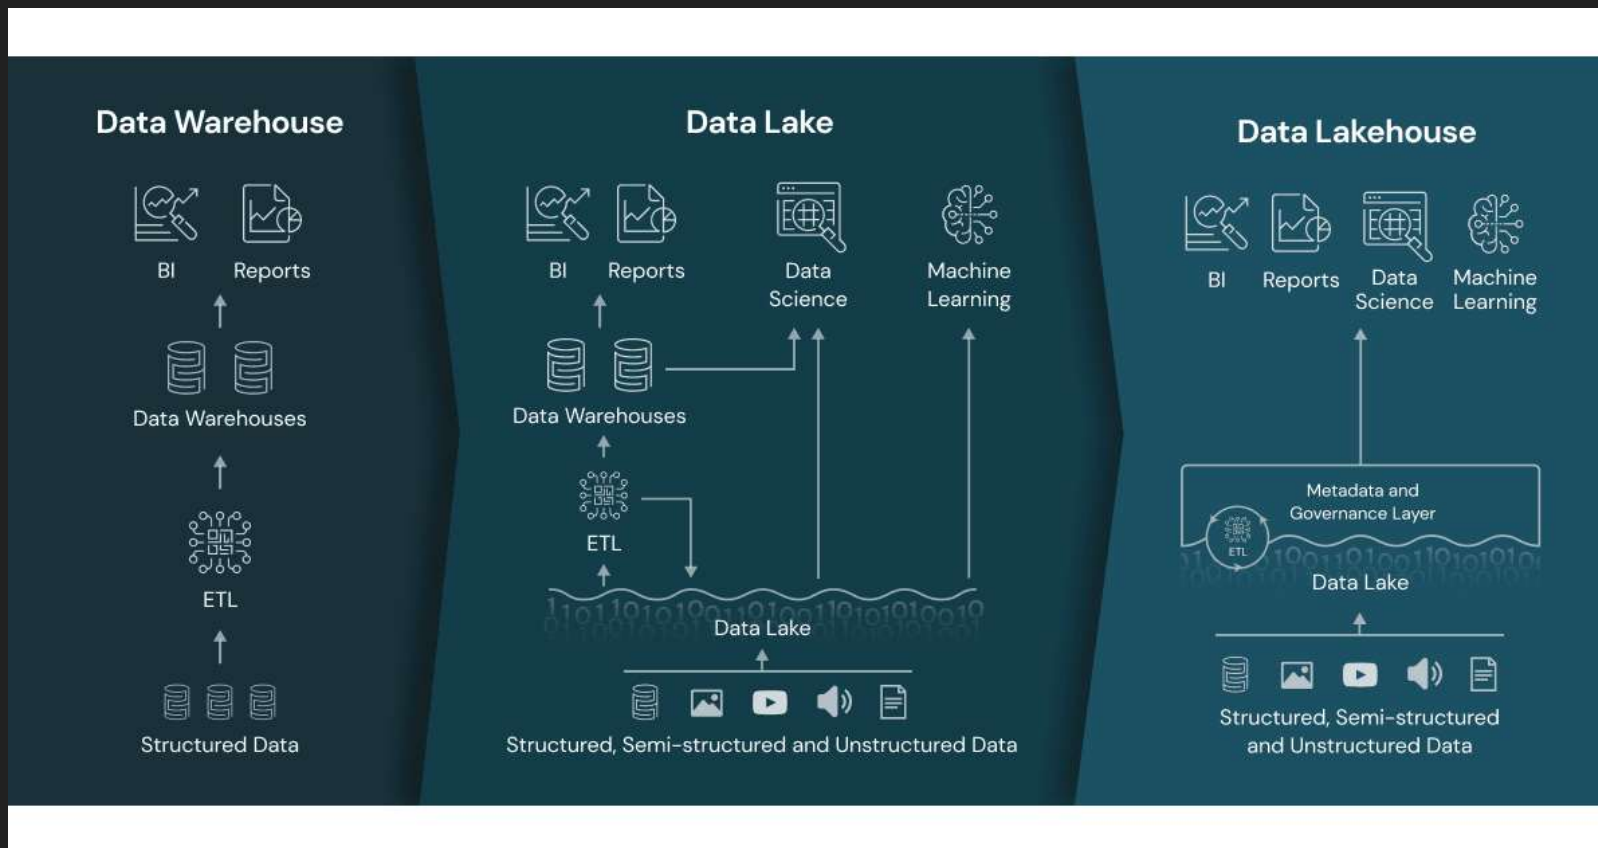 Data Warehouse
BI
Reports
Data Warehouses
ETL
Structured Data
Data Lake
BI
Reports
Data
Science
Machine
Learning
Data Warehouses
ETL
Data Lake
Structured, Semi-structured and Unstructured Data
Data Lakehouse
BI
Reports
Data
Science
Machine
Learning
Metadata and
Governance Layer
ETL
Data Lake
Structured, Semi-structured
and Unstructured Data